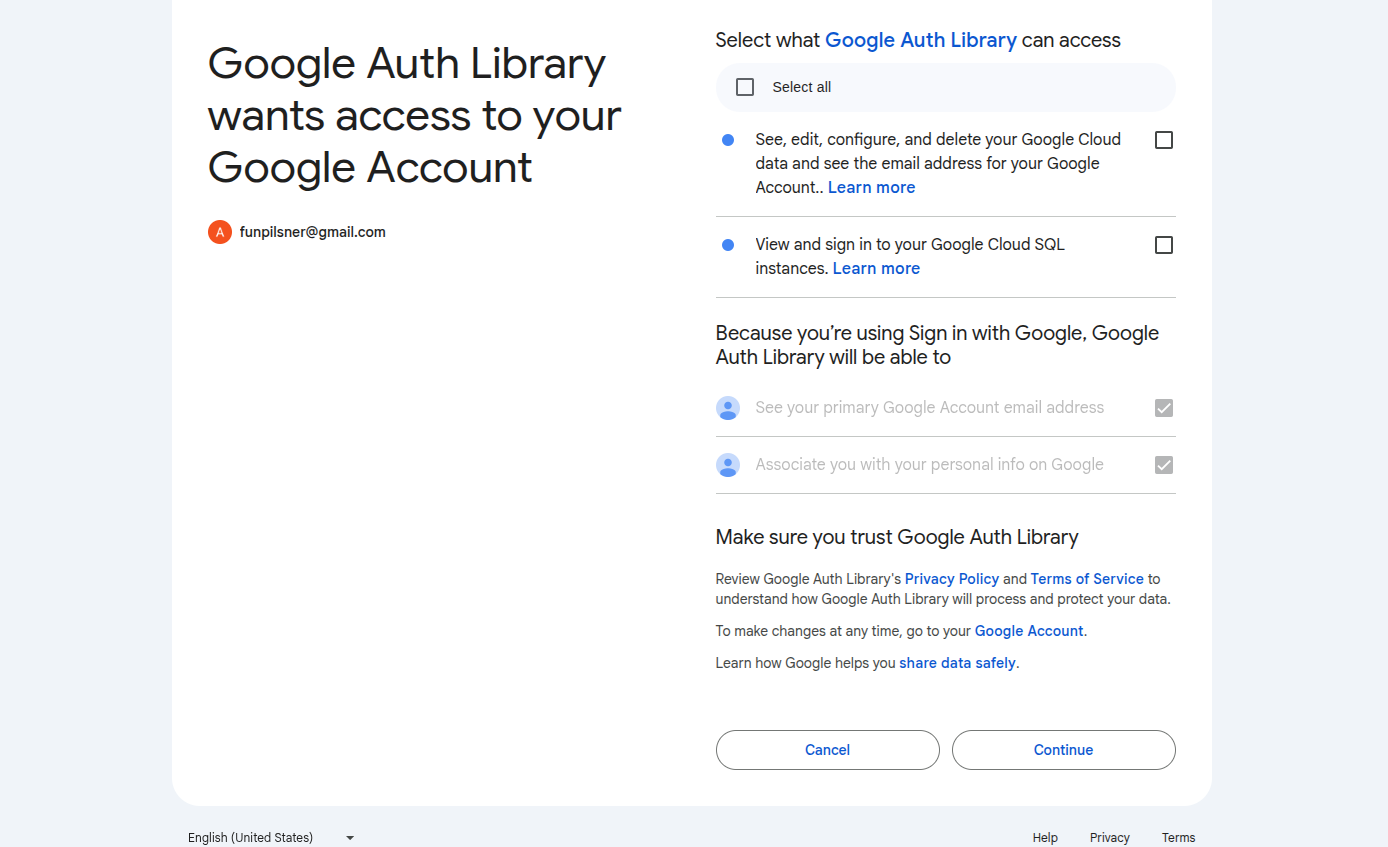 Google Auth Library
wants access to your
Google Account
A
funpilsner@gmail.com
Select what Google Auth Library can access
Select all
See, edit, configure, and delete your Google Cloud
data and see the email address for your Google
Account.. Learn more
View and sign in to your Google Cloud SQL
instances. Learn more
Because you’re using Sign in with Google, Google
Auth Library will be able to
See your primary Google Account email address
Associate you with your personal info on Google
Make sure you trust Google Auth Library
Review Google Auth Library’s Privacy Policy and Terms of Service to
understand how Google Auth Library will process and protect your data.
To make changes at any time, go to your Google Account.
Learn how Google helps you share data safely.
Cancel
Continue
English (United States)
Help
Privacy
Terms